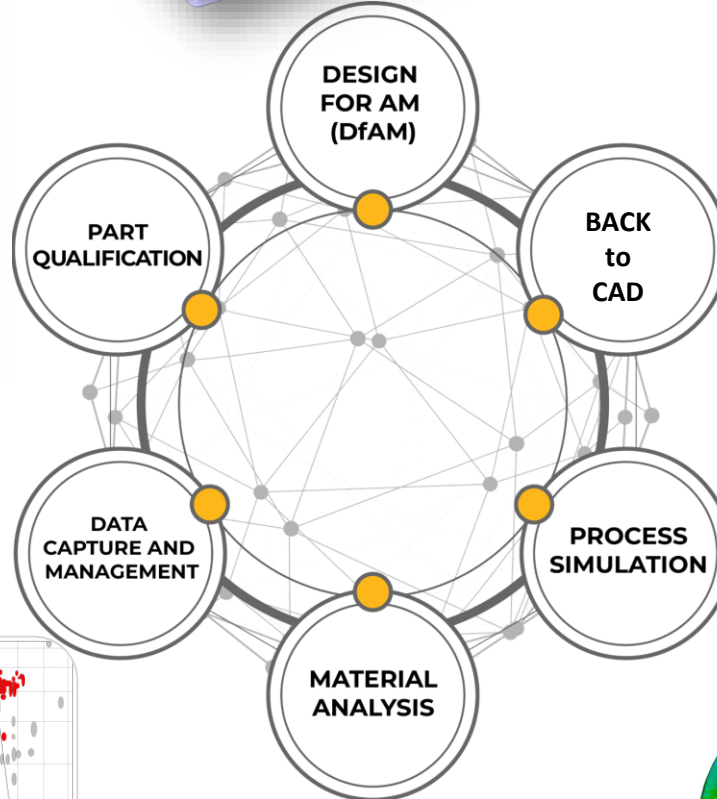 DESIGN
FOR AM
(DfAM)
BACK
to
CAD
PROCESS
SIMULATION
MATERIAL
ANALYSIS
DATA
CAPTURE AND
MANAGEMENT
PART
QUALIFICATION